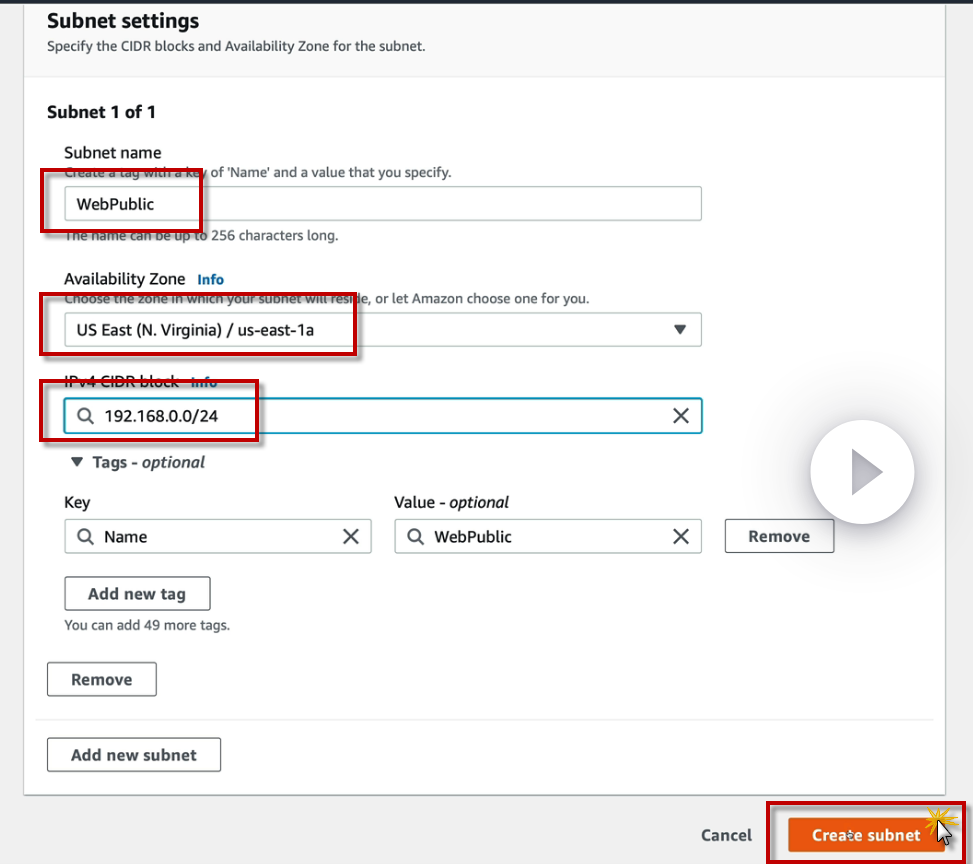 Subnet settings
Specify the CIDR blocks and Availability Zone for the subnet.
Subnet 1 of 1
Subnet name
Create a tag with a key of 'Name' and a value that you specify.
WebPublic
The name can be up to 256 characters long.
Availability Zone Info
Choose the zone in which your subnet will reside, or let Amazon choose one for you.
US East (N. Virginia) / us-east-1a
IPv4 CIDR block Info
192.168.0.0/24
Tags - optional
Key Value - optional
Name WebPublic Remove
Add new tag
You can add 49 more tags.
Remove
Add new subnet
Cancel Create subnet